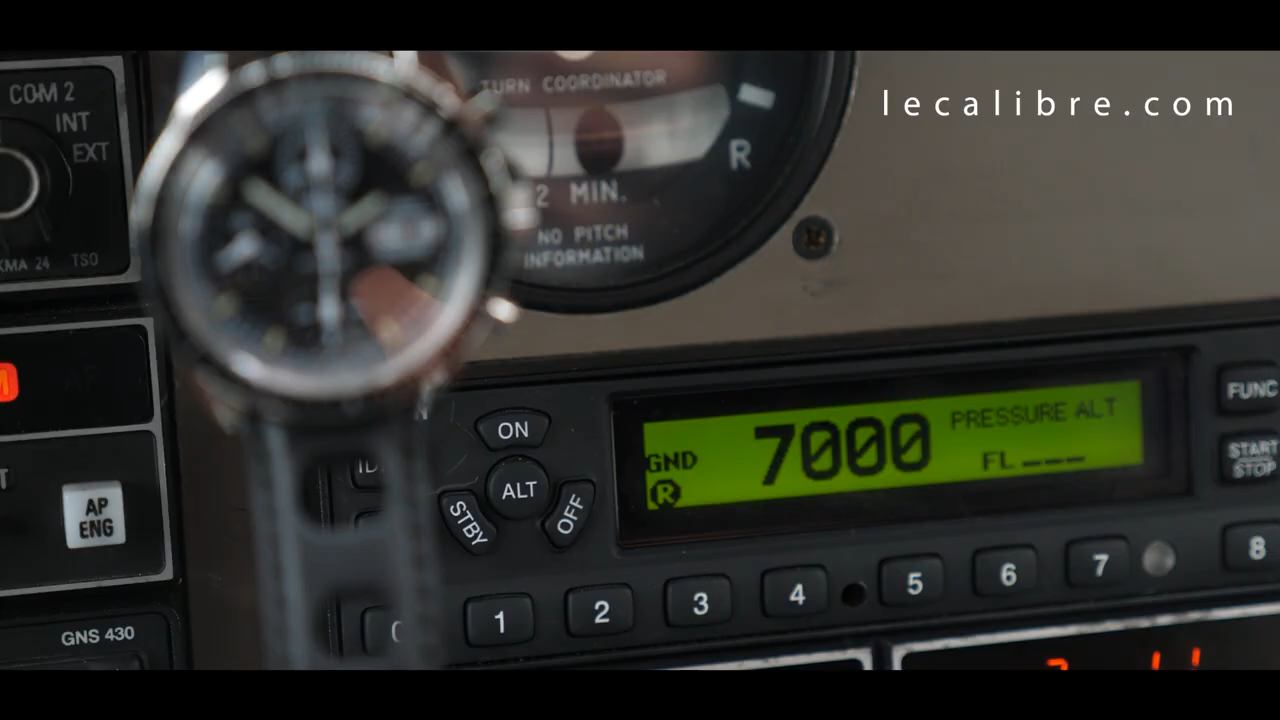 lecalibre.com
COM 2
INT
EXT
KMA 24 TSO
TURN COORDINATOR
R
2 MIN.
NO PITCH
INFORMATION
AP
ENG
GNS 430
ON
ALT
STBY
OFF
GND
R
7000
PRESSURE ALT
FL ---
FUNC
START
STOP
1
2
3
4
5
6
7
8